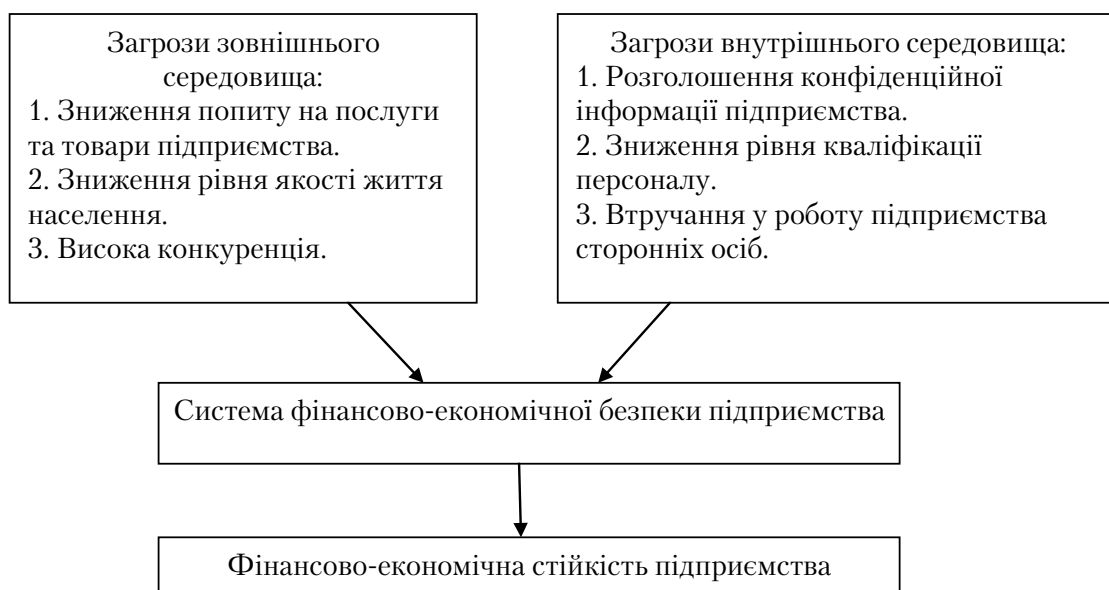 Загрози зовнішнього
середовища:
1. Зниження попиту на послуги
та товари підприємства.
2. Зниження рівня якості життя
населення.
3. Висока конкуренція.
Загрози внутрішнього середовища:
1. Розголошення конфіденційної
інформації підприємства.
2. Зниження рівня кваліфікації
персоналу.
3. Втручання у роботу підприємства
сторонніх осіб.
Система фінансово-економічної безпеки підприємства
Фінансово-економічна стійкість підприємства